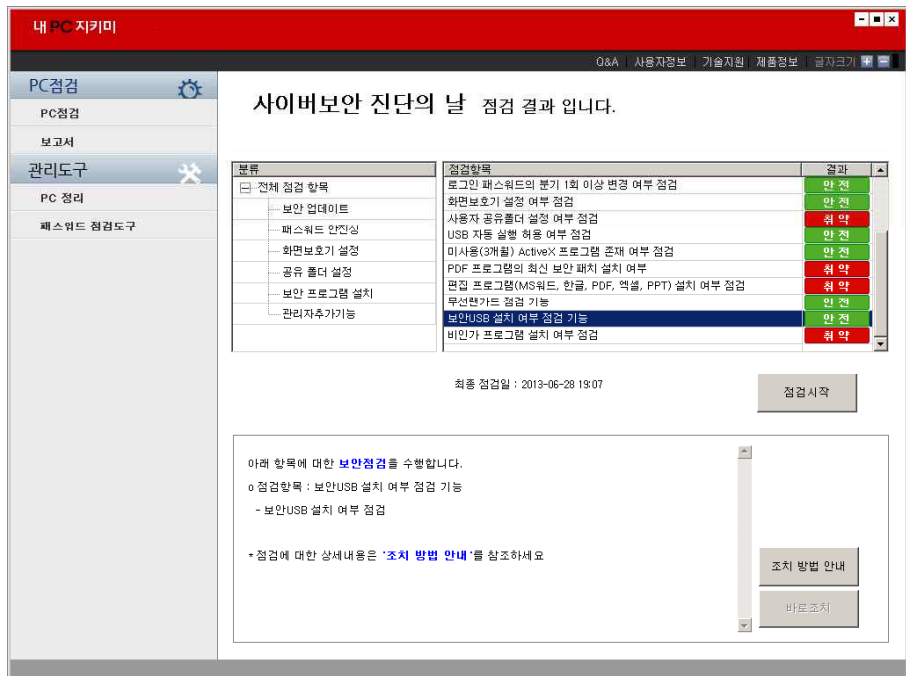 내PC지키미
Q&A 사용자정보 기술지원 제품정보 글자크기
PC점검
PC점검
보고서
관리도구
PC 정리
패스워드 점검도구
사이버보안 진단의 날 점검 결과 입니다.
분류
전체 점검 항목
보안 업데이트
패스워드 안전성
화면보호기 설정
공유 폴더 설정
보안 프로그램 설치
관리자추가기능
점검항목 결과
로그인 패스워드의 분기 1회 이상 변경 여부 점검 안 전
화면보호기 설정 여부 점검 안 전
사용자 공유폴더 설정 여부 점검 취 약
USB 자동 실행 허용 여부 점검 안 전
미사용(3개월) ActiveX 프로그램 존재 여부 점검 안 전
PDF 프로그램의 최신 보안 패치 설치 여부 취 약
편집 프로그램(MS워드, 한글, PDF, 엑셀, PPT) 설치 여부 점검 취 약
무선랜카드 점검 기능 안 전
보안USB 설치 여부 점검 기능 안 전
비인가 프로그램 설치 여부 점검 취 약
최종 점검일 : 2013-06-28 19:07
점검시작
아래 항목에 대한 보안점검을 수행합니다.
o 점검항목 : 보안USB 설치 여부 점검 기능
- 보안USB 설치 여부 점검
* 점검에 대한 상세내용은 '조치 방법 안내'를 참조하세요
조치 방법 안내
바로조치